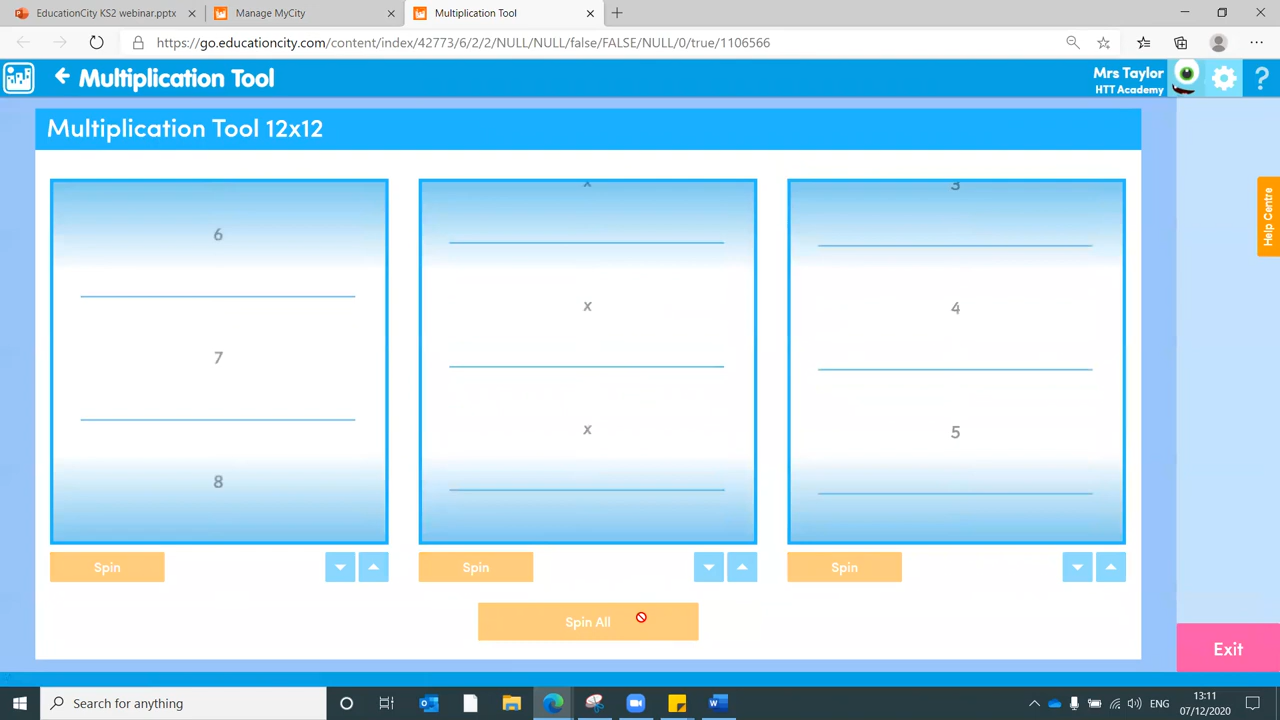 EducationCity KS2 webinar.pptx
Manage MyCity
Multiplication Tool
https://go.educationcity.com/content/index/42773/6/2/2/NULL/NULL/false/FALSE/NULL/0/true/1106566
Multiplication Tool
Mrs Taylor
HTT Academy
?
Multiplication Tool 12x12
Help Centre
6
7
8
x
x
x
3
4
5
Spin
Spin
Spin
Spin All
Exit
Search for anything
ENG
13:11
07/12/2020